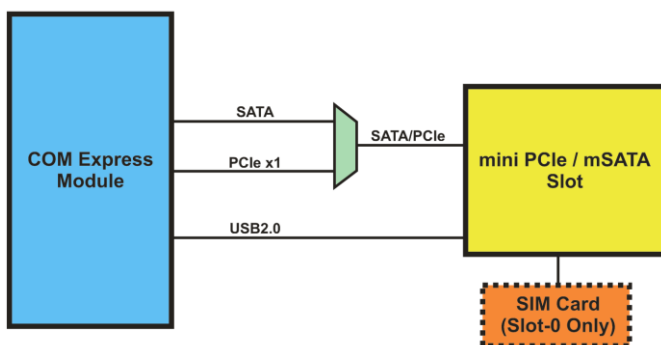 COM Express
Module
SATA
PCIe x1
USB2.0
SATA/PCIe
mini PCIe / mSATA
Slot
SIM Card
(Slot-0 Only)